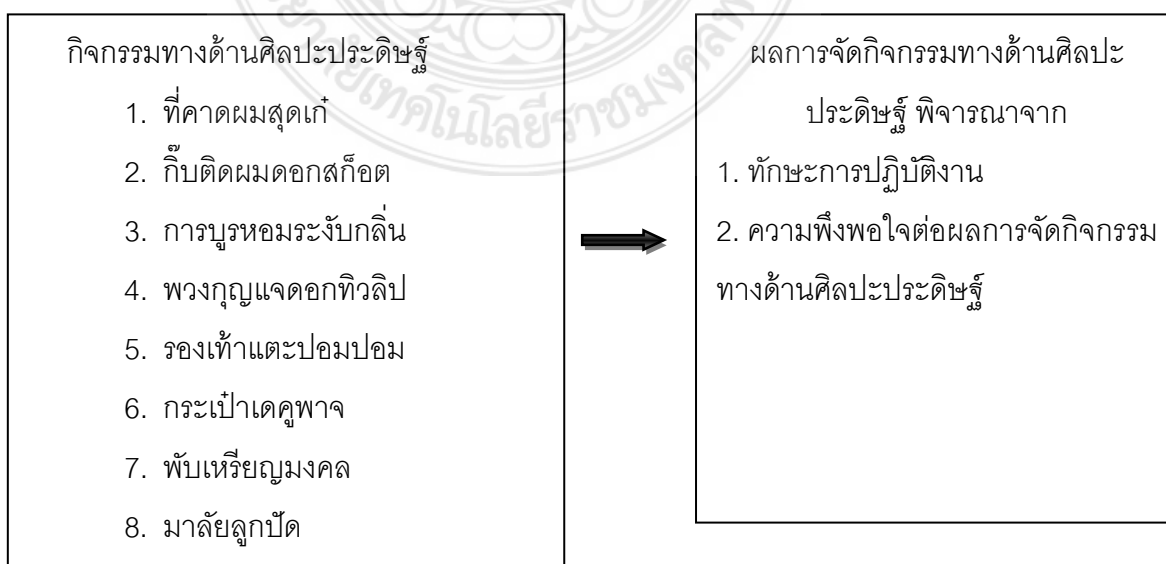 กิจกรรมทางด้านศิลปะประดิษฐ์
1. ที่คาดผมสุดเก๋
2. กิ๊บติดผมดอกสก็อต
3. การบูรหอมระงับกลิ่น
4. พวงกุญแจดอกทิวลิป
5. รองเท้าแตะปอมปอม
6. กระเป๋าเดคูพาจ
7. พับเหรียญมงคล
8. มาลัยลูกปัด
ผลการจัดกิจกรรมทางด้านศิลปะ
ประดิษฐ์ พิจารณาจาก
1. ทักษะการปฏิบัติงาน
2. ความพึงพอใจต่อผลการจัดกิจกรรม
ทางด้านศิลปะประดิษฐ์